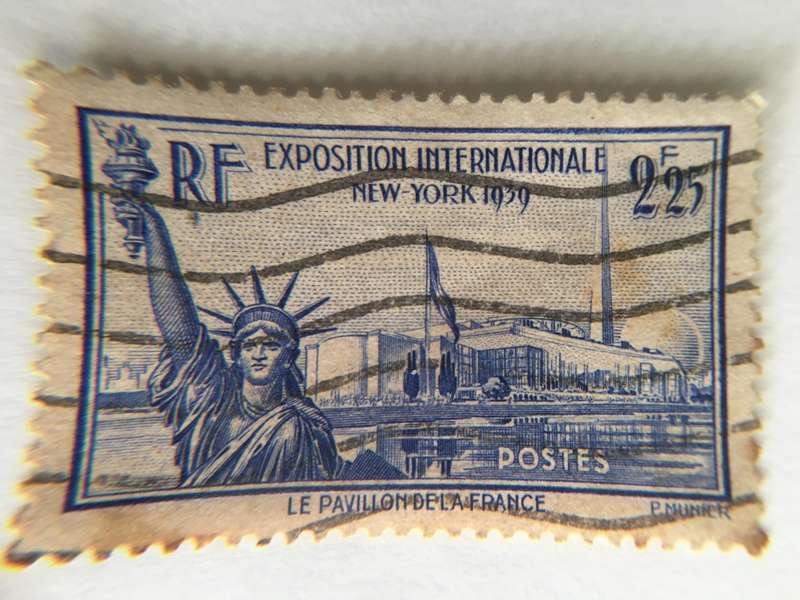 RF EXPOSITION INTERNATIONALE 2F25
NEW-YORK 1939
POSTES
LE PAVILLON DE LA FRANCE
P. MUNIER